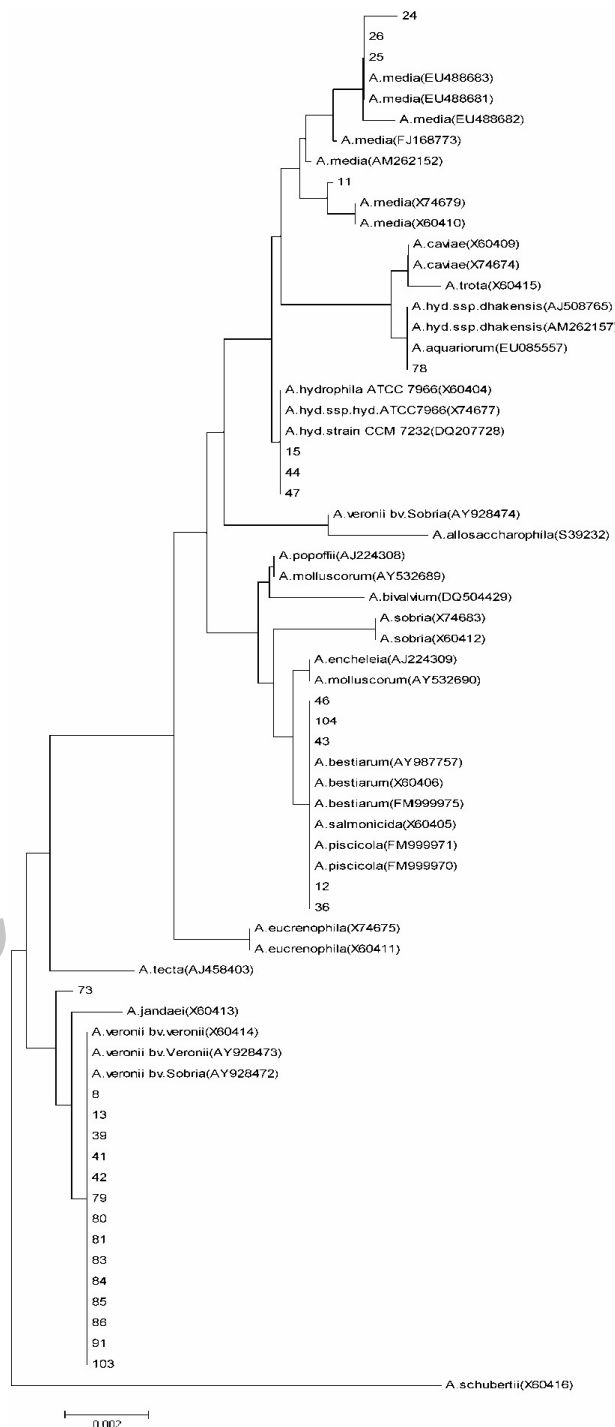 24
26
25
A.media(EU488683)
A.media(EU488681)
A.media(EU488682)
A.media(FJ168773)
A.media(AM262152)
11
A.media(X74679)
A.media(X60410)
A.caviae(X60409)
A.caviae(X74674)
A.trota(X60415)
A.hyd.ssp.dhakensis(AJ508765)
A.hyd.ssp.dhakensis(AM262157)
A.aquariorum(EU085557)
78
A.hydrophila ATCC 7966(X60404)
A.hyd.ssp.hyd.ATCC7966(X74677)
A.hyd.strain CCM 7232(DQ207728)
15
44
47
A.veronii bv.Sobria(AY928474)
A.allosaccharophila(S39232)
A.popoffii(AJ224308)
A.molluscorum(AY532689)
A.bivalvium(DQ504429)
A.sobria(X74683)
A.sobria(X60412)
A.encheleia(AJ224309)
A.molluscorum(AY532690)
46
104
43
A.bestiarum(AY987757)
A.bestiarum(X60406)
A.bestiarum(FM999975)
A.salmonicida(X60405)
A.piscicola(FM999971)
A.piscicola(FM999970)
12
36
A.eucrenophila(X74675)
A.eucrenophila(X60411)
A.tecta(AJ458403)
73
A.jandaei(X60413)
A.veronii bv.veronii(X60414)
A.veronii bv.Veronii(AY928473)
A.veronii bv.Sobria(AY928472)
8
13
39
41
42
79
80
81
83
84
85
86
91
103
A.schubertii(X60416)
0.002